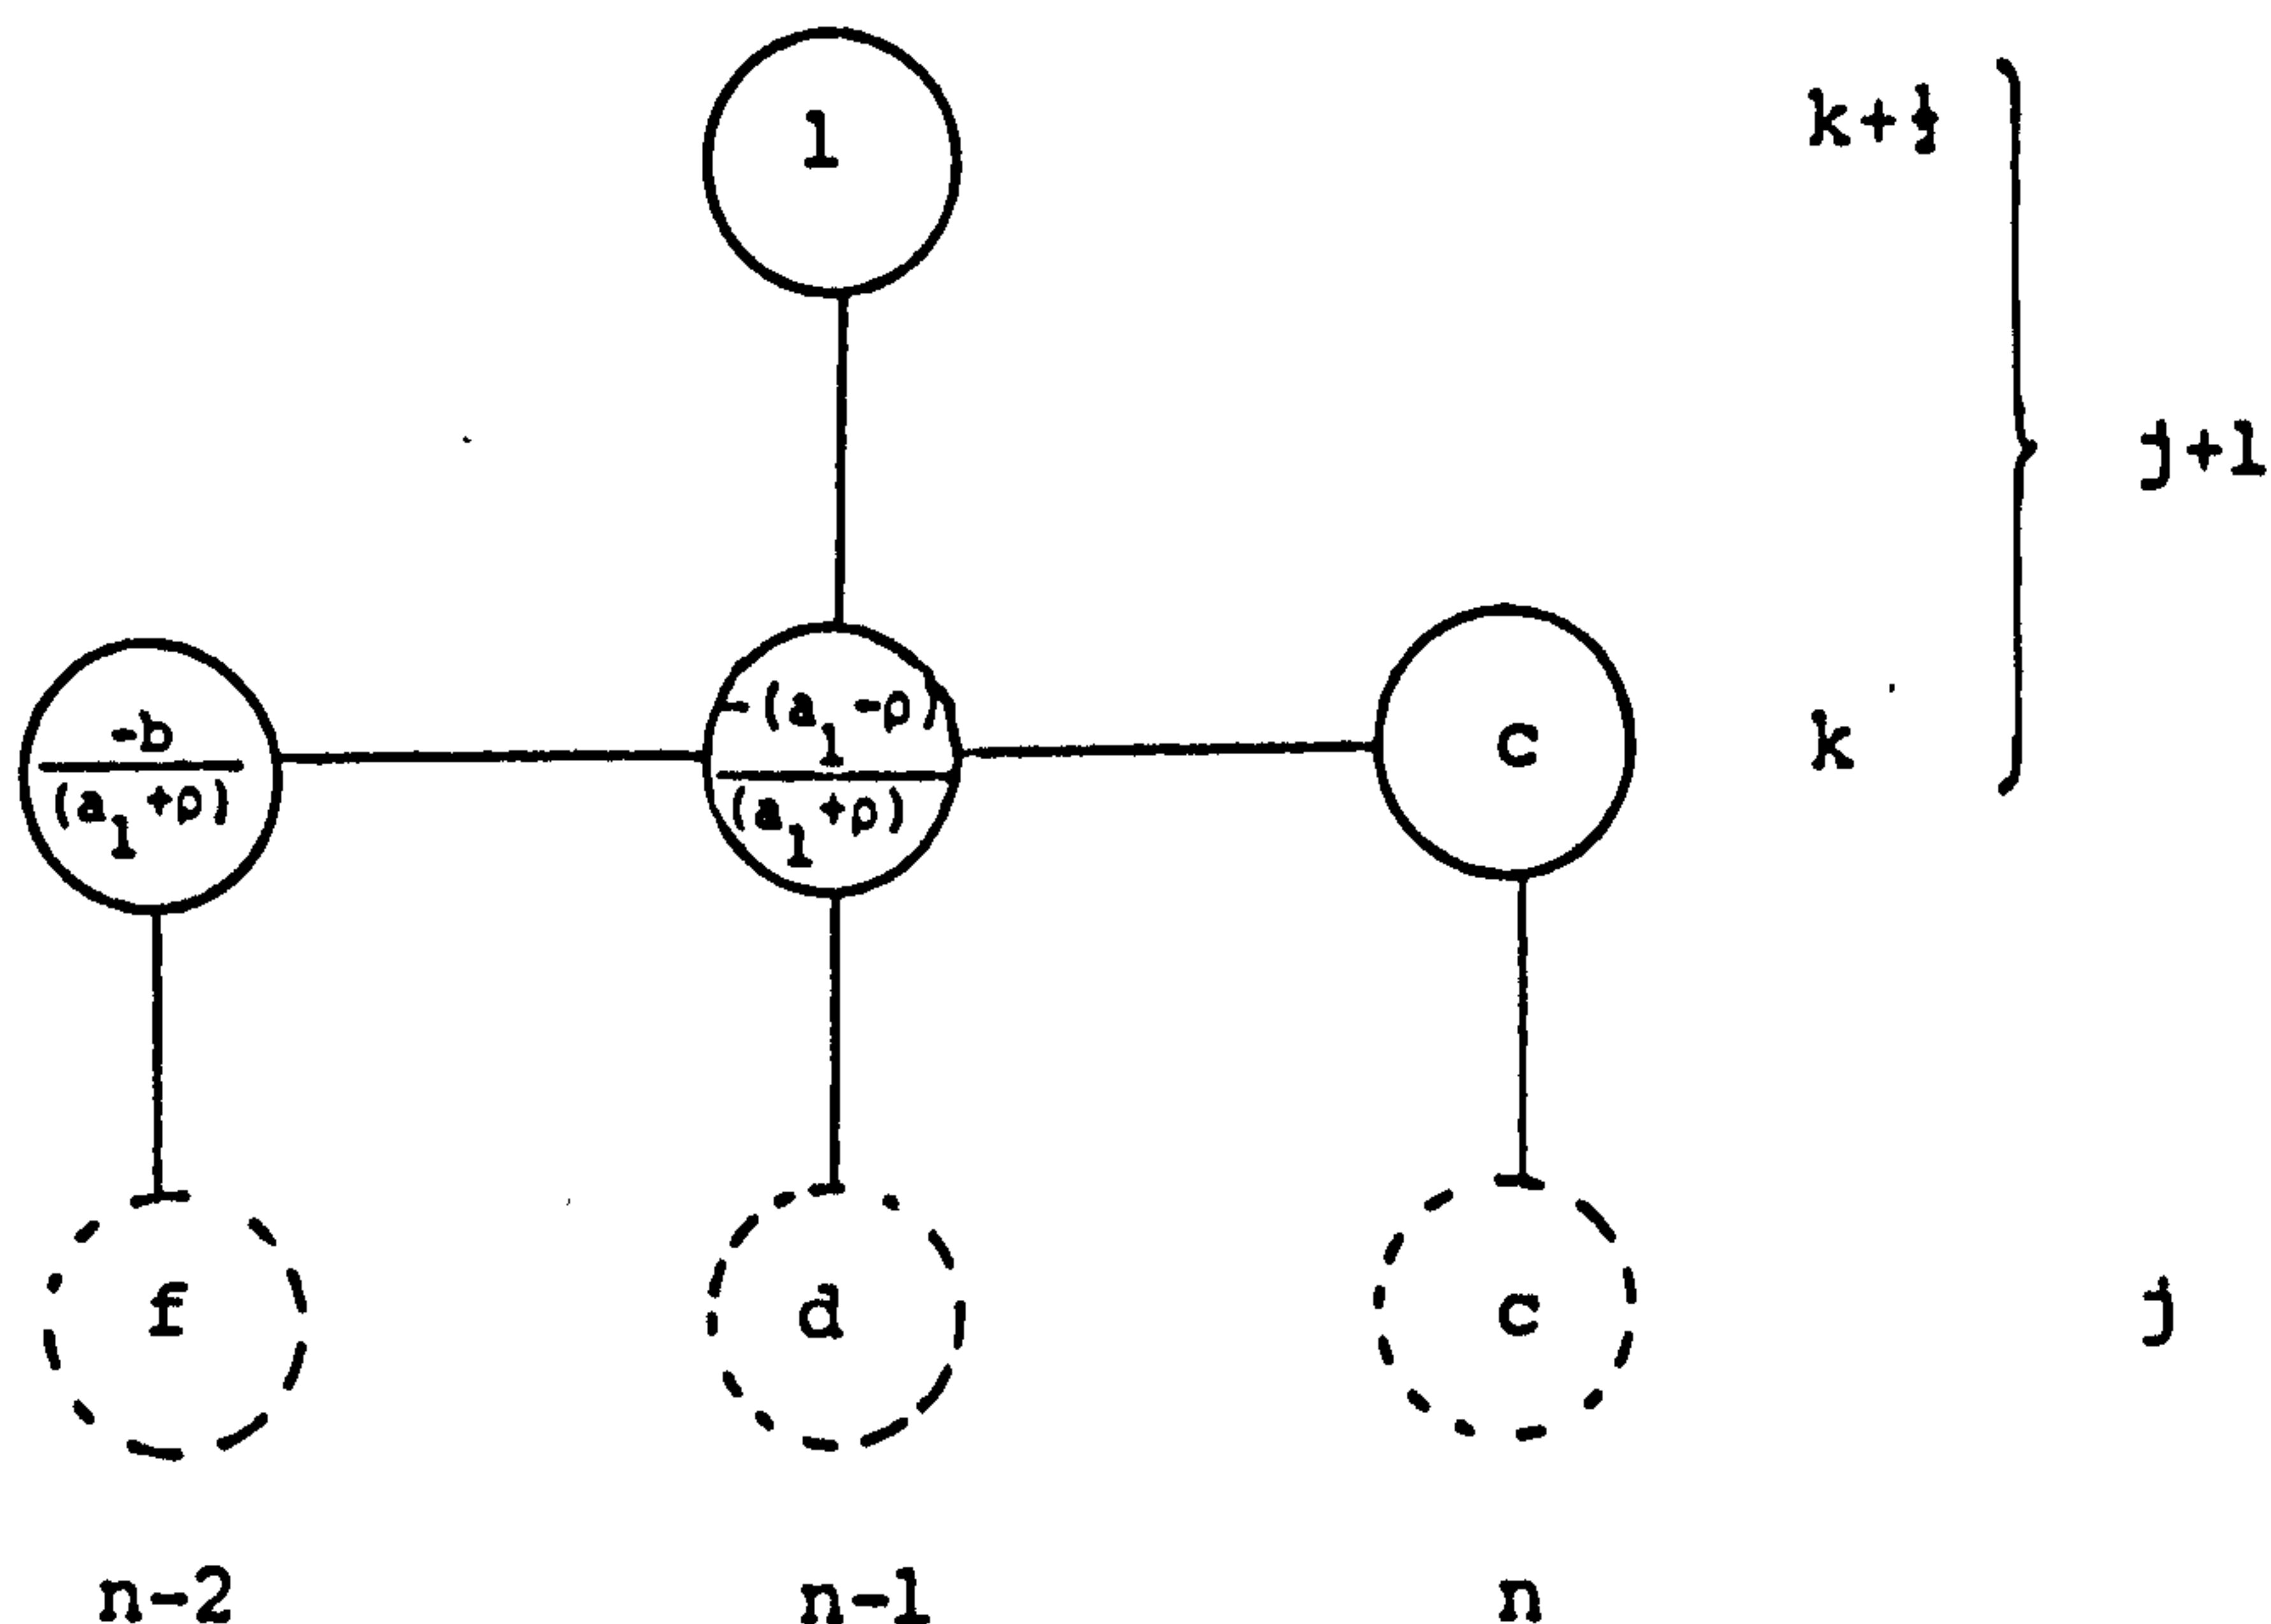 1 k+½
j+1
-b/(a₁+ρ) -(a₁-ρ)/(a₁+ρ) c k
f d c j
n-2 n-1 n